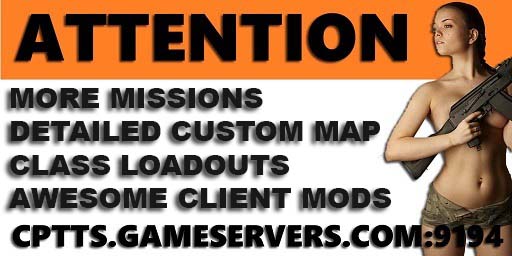 ATTENTION
MORE MISSIONS
DETAILED CUSTOM MAP
CLASS LOADOUTS
AWESOME CLIENT MODS
CPTTS.GAMESERVERS.COM:9194